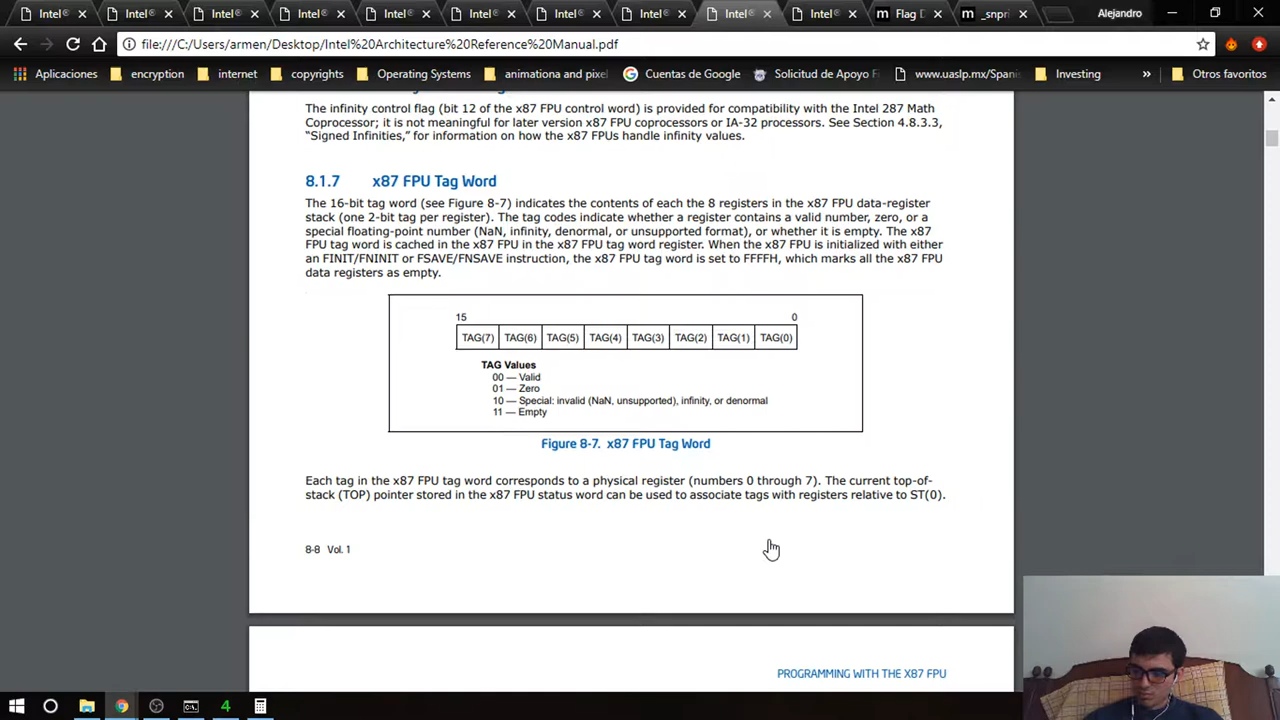 Intel® Intel® Intel® Intel® Intel® Intel® Intel® Intel® Intel® Intel® Flag D _snpri Alejandro
file:///C:/Users/armen/Desktop/Intel%20Architecture%20Reference%20Manual.pdf
Aplicaciones encryption internet copyrights Operating Systems animationa and pixel Cuentas de Google Solicitud de Apoyo Fi www.uaslp.mx/Spanis Investing » Otros favoritos
The infinity control flag (bit 12 of the x87 FPU control word) is provided for compatibility with the Intel 287 Math
Coprocessor; it is not meaningful for later version x87 FPU coprocessors or IA-32 processors. See Section 4.8.3.3,
“Signed Infinities,” for information on how the x87 FPUs handle infinity values.
8.1.7 x87 FPU Tag Word
The 16-bit tag word (see Figure 8-7) indicates the contents of each the 8 registers in the x87 FPU data-register
stack (one 2-bit tag per register). The tag codes indicate whether a register contains a valid number, zero, or a
special floating-point number (NaN, infinity, denormal, or unsupported format), or whether it is empty. The x87
FPU tag word is cached in the x87 FPU in the x87 FPU tag word register. When the x87 FPU is initialized with either
an FINIT/FNINIT or FSAVE/FNSAVE instruction, the x87 FPU tag word is set to FFFFH, which marks all the x87 FPU
data registers as empty.
15 0
TAG(7) TAG(6) TAG(5) TAG(4) TAG(3) TAG(2) TAG(1) TAG(0)
TAG Values
00 — Valid
01 — Zero
10 — Special: invalid (NaN, unsupported), infinity, or denormal
11 — Empty
Figure 8-7. x87 FPU Tag Word
Each tag in the x87 FPU tag word corresponds to a physical register (numbers 0 through 7). The current top-of-
stack (TOP) pointer stored in the x87 FPU status word can be used to associate tags with registers relative to ST(0).
8-8 Vol. 1
PROGRAMMING WITH THE X87 FPU